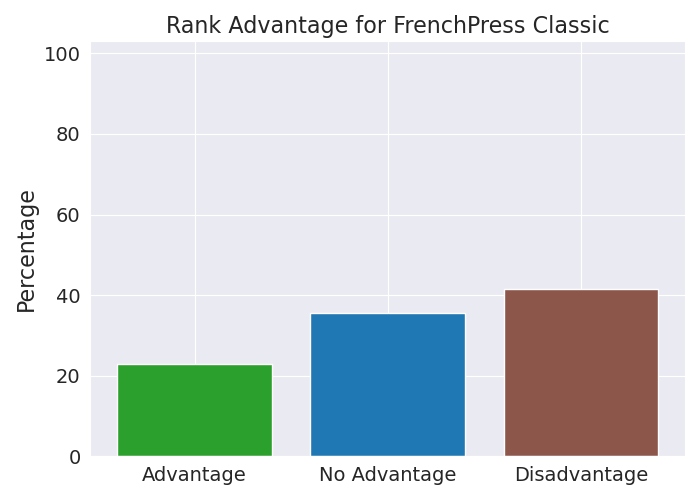 Rank Advantage for FrenchPress Classic
Percentage
100
80
60
40
20
0
Advantage
No Advantage
Disadvantage